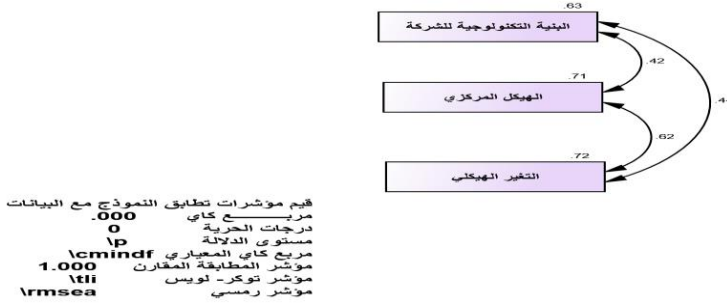 .63
البنية التكنولوجية للشركة
.42
.71
الهيكل المركزي
.4
.62
.72
التغير الهيكلي
قيم مؤشرات تطابق النموذج مع البيانات
مربـــــع كاي 000.
درجات الحرية 0
مستوى الدلالة \p
مربع كاي المعياري \cmindf
مؤشر المطابقة المقارن 1.000
مؤشر توكر- لويس \tli
مؤشر رمسي \rmsea